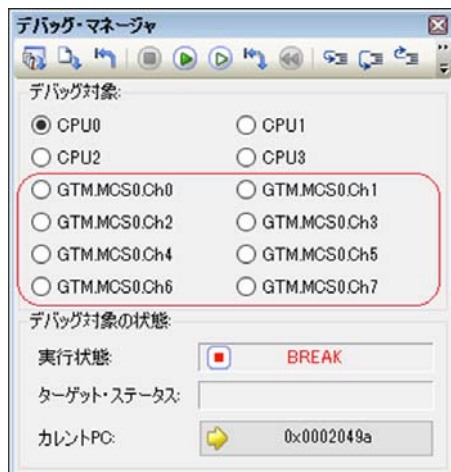 デバッグ・マネージャ
デバッグ対象:
CPU0 CPU1
CPU2 CPU3
GTM.MCS0.Ch0 GTM.MCS0.Ch1
GTM.MCS0.Ch2 GTM.MCS0.Ch3
GTM.MCS0.Ch4 GTM.MCS0.Ch5
GTM.MCS0.Ch6 GTM.MCS0.Ch7
デバッグ対象の状態:
実行状態: BREAK
ターゲット・ステータス:
カレントPC: 0x0002049a